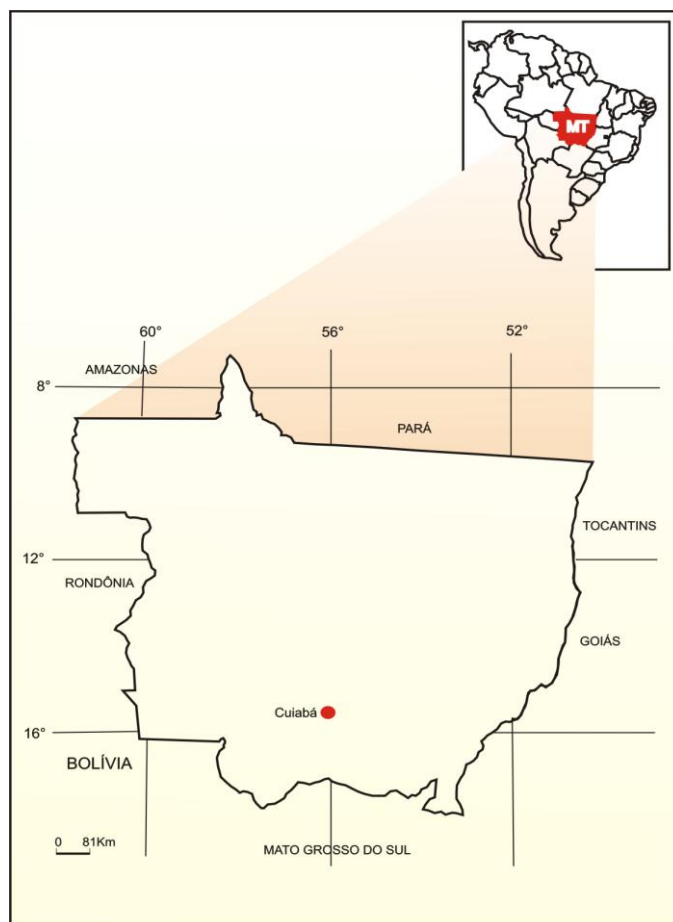 MT
60°
56°
52°
AMAZONAS
8°
PARÁ
TOCANTINS
12°
RONDÔNIA
GOIÁS
Cuiabá
16°
BOLÍVIA
0 81Km
MATO GROSSO DO SUL